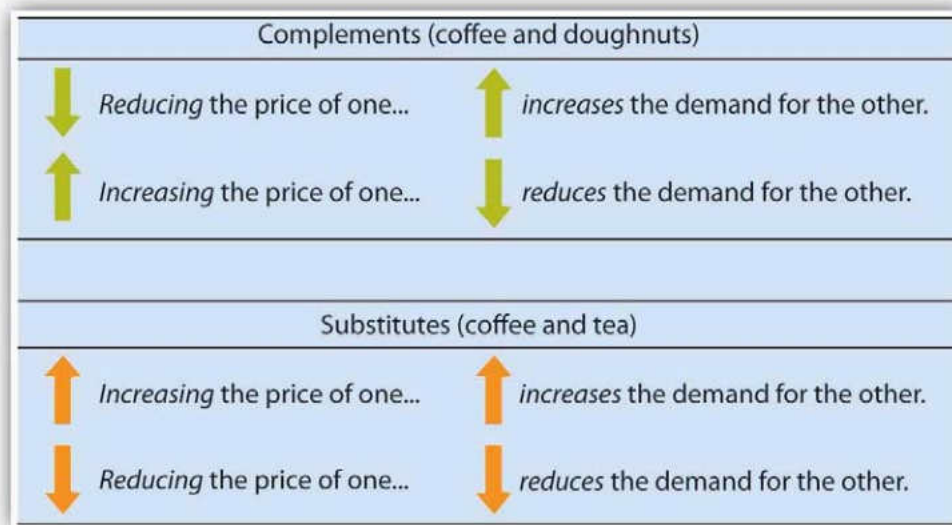 Complements (coffee and doughnuts)
Reducing the price of one... increases the demand for the other.
Increasing the price of one... reduces the demand for the other.
Substitutes (coffee and tea)
Increasing the price of one... increases the demand for the other.
Reducing the price of one... reduces the demand for the other.